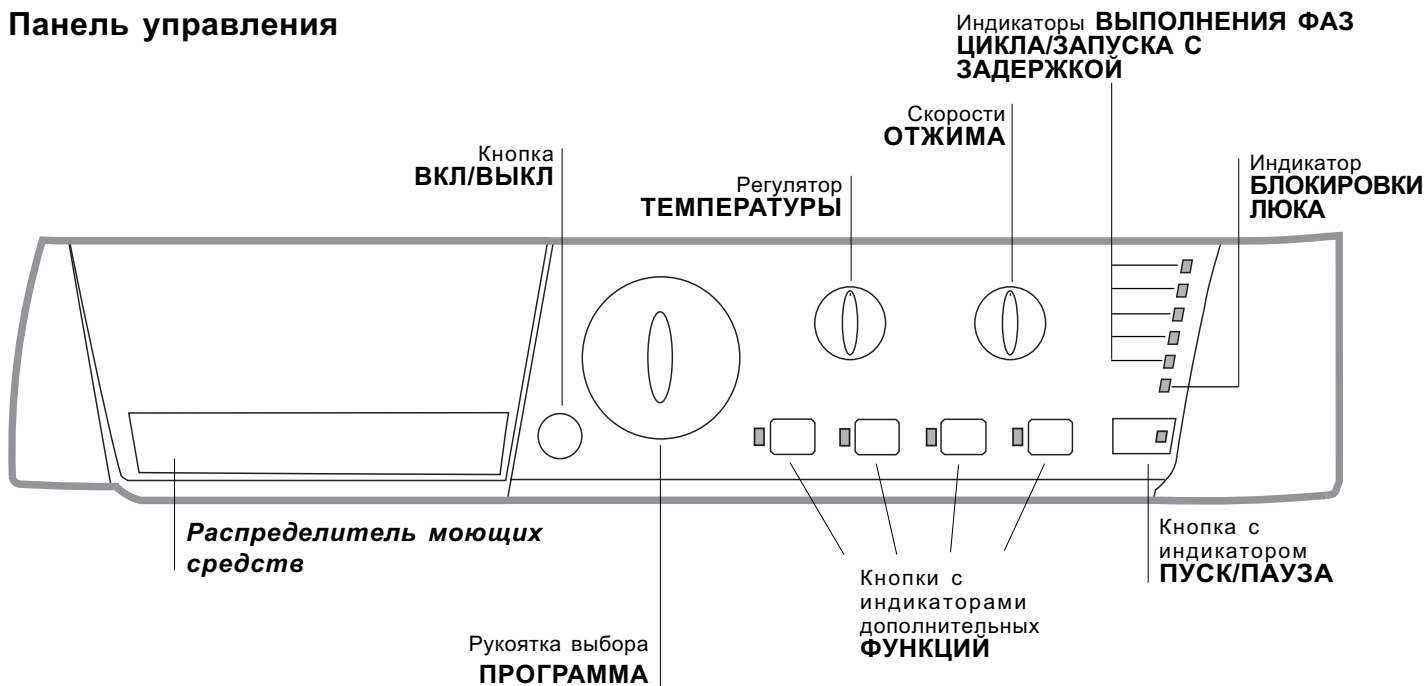 Панель управления
Индикаторы ВЫПОЛНЕНИЯ ФАЗ
ЦИКЛА/ЗАПУСКА С
ЗАДЕРЖКОЙ
Скорости
ОТЖИМА
Кнопка
ВКЛ/ВЫКЛ
Регулятор
ТЕМПЕРАТУРЫ
Индикатор
БЛОКИРОВКИ
ЛЮКА
Распределитель моющих
средств
Кнопка с
индикатором
ПУСК/ПАУЗА
Кнопки с
индикаторами
дополнительных
ФУНКЦИЙ
Рукоятка выбора
ПРОГРАММА